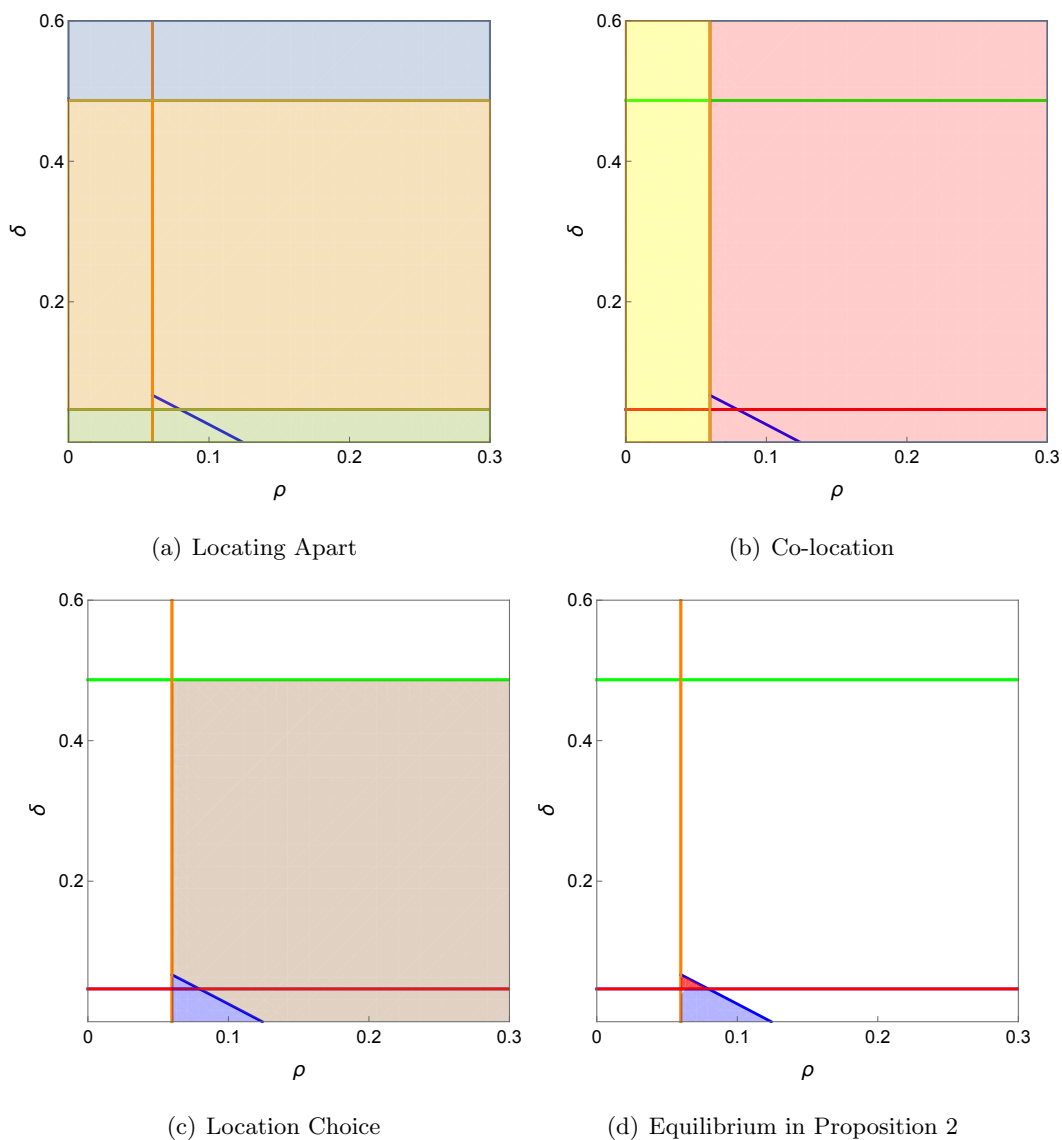 0.6
0.4
δ
0.2
0
0.1
0.2
0.3
ρ
(a) Locating Apart
0.6
0.4
δ
0.2
0
0.1
0.2
0.3
ρ
(b) Co-location
0.6
0.4
δ
0.2
0
0.1
0.2
0.3
ρ
(c) Location Choice
0.6
0.4
δ
0.2
0
0.1
0.2
0.3
ρ
(d) Equilibrium in Proposition 2